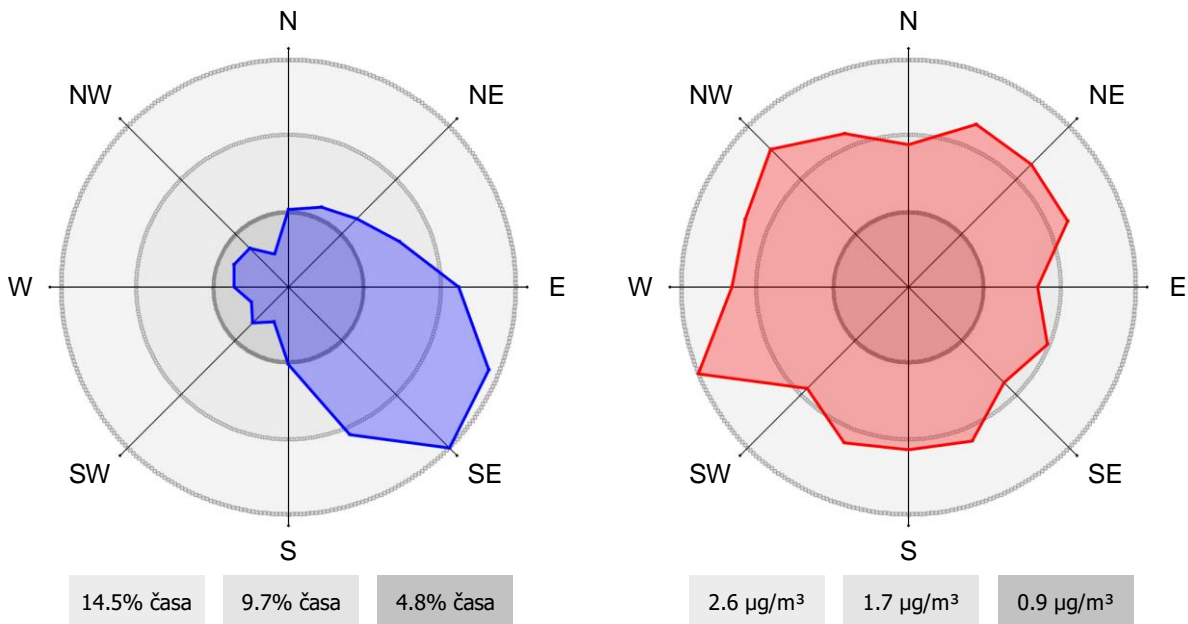 N
NW
NE
W
E
SW
SE
S
14.5% časa
9.7% časa
4.8% časa
N
NW
NE
W
E
SW
SE
S
2.6 µg/m³
1.7 µg/m³
0.9 µg/m³